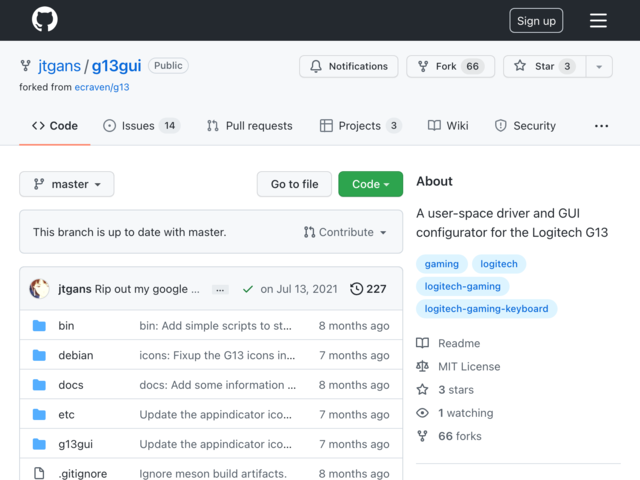 Sign up
jtgans / g13gui Public
Notifications Fork 66 Star 3
forked from ecraven/g13
Code Issues 14 Pull requests Projects 3 Wiki Security ...
master Go to file Code
About
A user-space driver and GUI
configurator for the Logitech G13
This branch is up to date with master. Contribute
gaming logitech
logitech-gaming
logitech-gaming-keyboard
jtgans Rip out my google ... ... on Jul 13, 2021 227
bin bin: Add simple scripts to st... 8 months ago
debian icons: Fixup the G13 icons in... 7 months ago
docs docs: Add some information ... 8 months ago
etc Update the appindicator ico... 7 months ago
g13gui Update the appindicator ico... 7 months ago
.gitignore Ignore meson build artifacts. 8 months ago
Readme
MIT License
3 stars
1 watching
66 forks